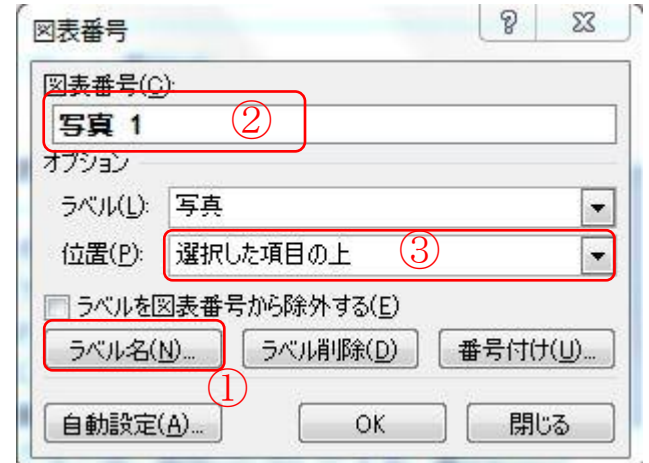 図表番号
図表番号(C):
写真 1 ②
オプション
ラベル(L): 写真
位置(P): 選択した項目の上 ③
ラベルを図表番号から除外する(E)
ラベル名(N)... ラベル削除(D) 番号付け(U)...
①
自動設定(A)... OK 閉じる